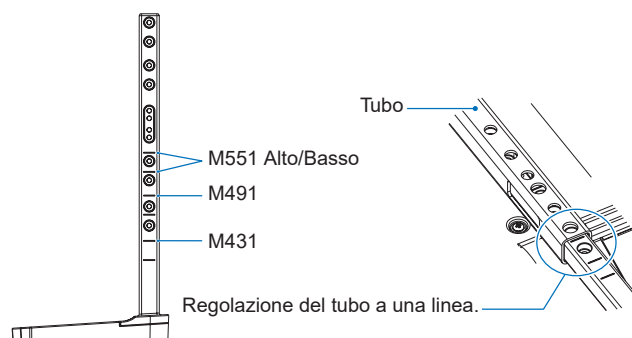 Tubo
M551 Alto/Basso
M491
M431
Regolazione del tubo a una linea.